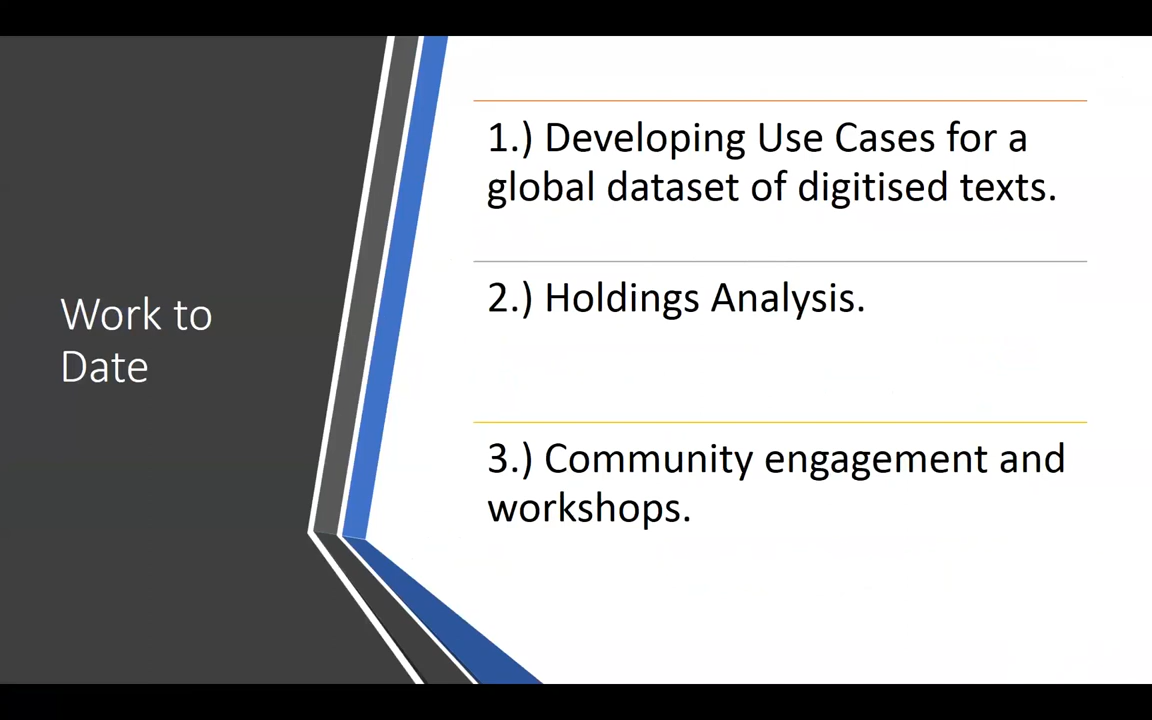 Work to
Date
1.) Developing Use Cases for a
global dataset of digitised texts.
2.) Holdings Analysis.
3.) Community engagement and
workshops.